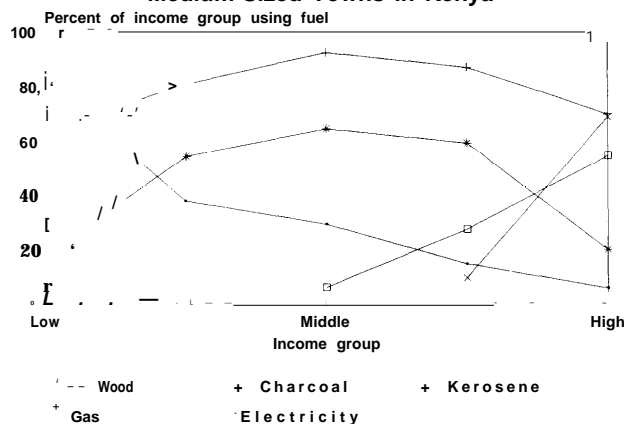 Medium Sized Towns in Kenya
Percent of income group using fuel
100
80
60
40
20
Low Middle High
Income group
Wood + Charcoal + Kerosene
+ Gas Electricity